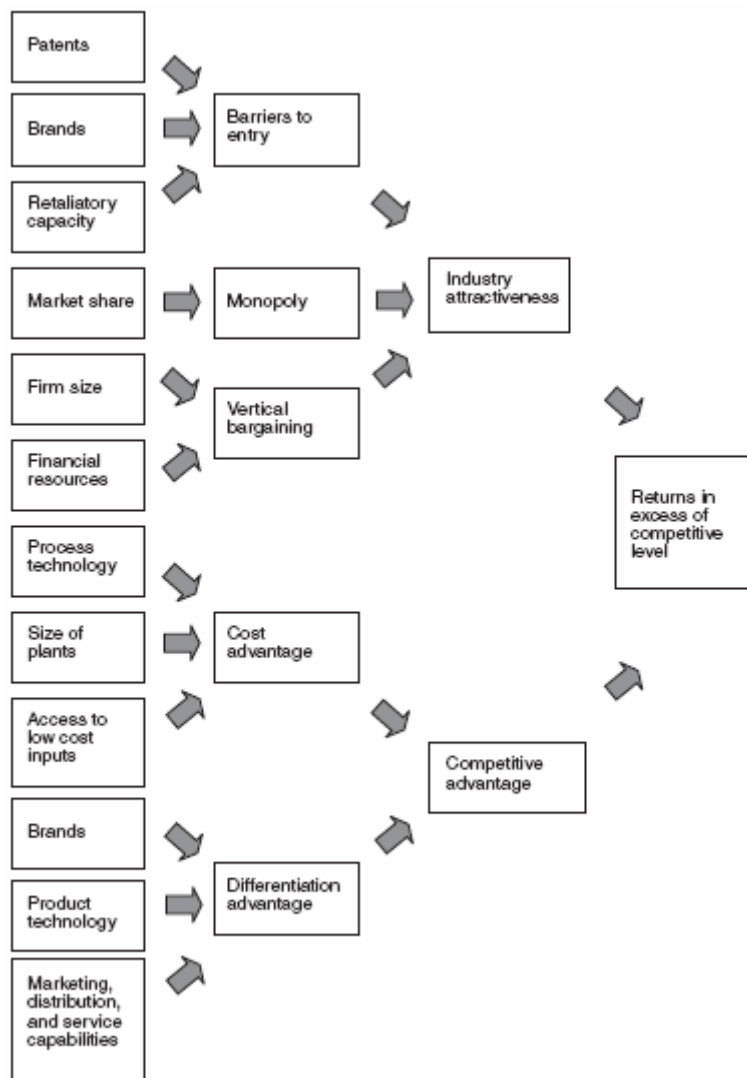 Patents
Brands
Retaliatory
capacity
Market share
Firm size
Financial
resources
Process
technology
Size of
plants
Access to
low cost
inputs
Brands
Product
technology
Marketing,
distribution,
and service
capabilities
Barriers to
entry
Monopoly
Vertical
bargaining
Cost
advantage
Differentiation
advantage
Industry
attractiveness
Competitive
advantage
Returns in
excess of
competitive
level